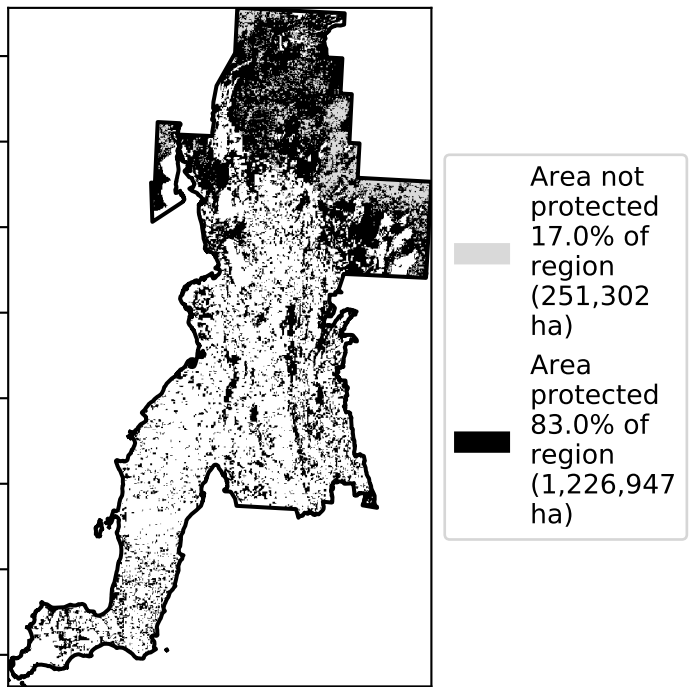 Area not
protected
17.0% of
region
(251,302
ha)
Area
protected
83.0% of
region
(1,226,947
ha)